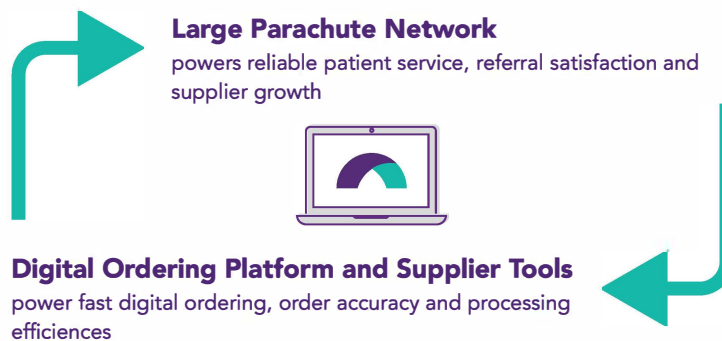 Large Parachute Network
powers reliable patient service, referral satisfaction and
supplier growth
Digital Ordering Platform and Supplier Tools
power fast digital ordering, order accuracy and processing
efficiences